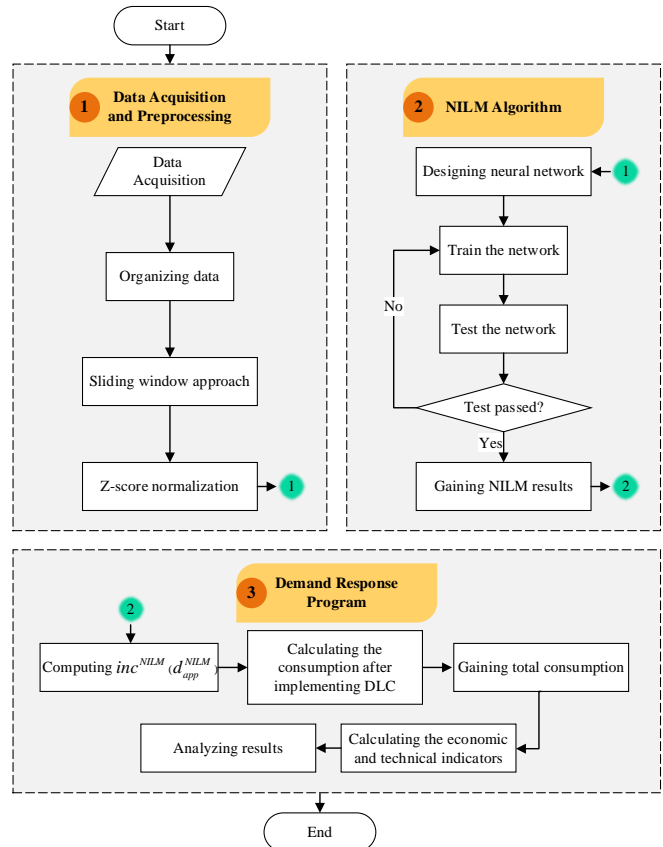 Start
1
Data Acquisition
and Preprocessing
Data
Acquisition
Organizing data
Sliding window approach
Z-score normalization
1
2
NILM Algorithm
Designing neural network
1
Train the network
No
Test the network
Test passed?
Yes
Gaining NILM results
2
3
Demand Response
Program
2
Computing inc^{NILM}(d_{app}^{NILM})
Calculating the
consumption after
implementing DLC
Gaining total consumption
Analyzing results
Calculating the economic
and technical indicators
End